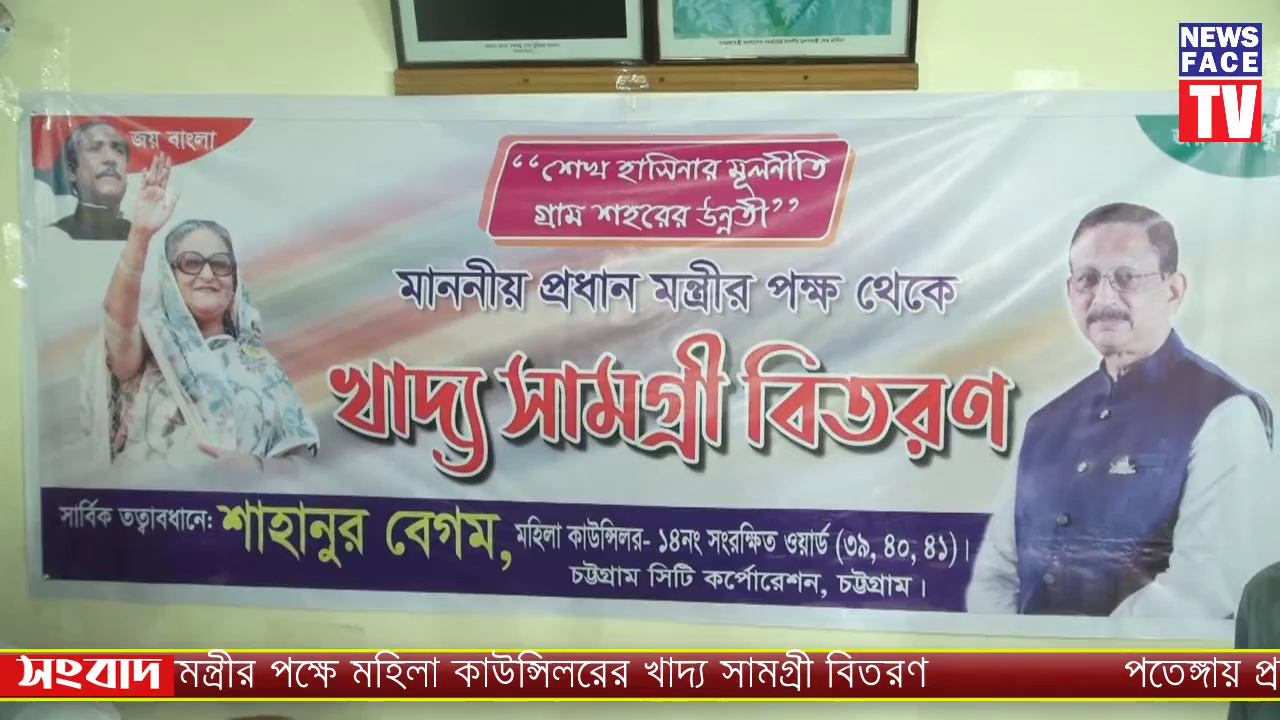 NEWS
FACE
TV
জয় বাংলা
“শেখ হাসিনার মূলনীতি
গ্রাম শহরের উন্নতী”
মাননীয় প্রধান মন্ত্রীর পক্ষ থেকে
খাদ্য সামগ্রী বিতরণ
সার্বিক তত্বাবধানে: শাহানুর বেগম, মহিলা কাউন্সিলর- ১৪নং সংরক্ষিত ওয়ার্ড (৩৯, ৪০, ৪১)।
চট্টগ্রাম সিটি কর্পোরেশন, চট্টগ্রাম।
সংবাদ মন্ত্রীর পক্ষে মহিলা কাউন্সিলরের খাদ্য সামগ্রী বিতরণ পতেঙ্গায় প্র